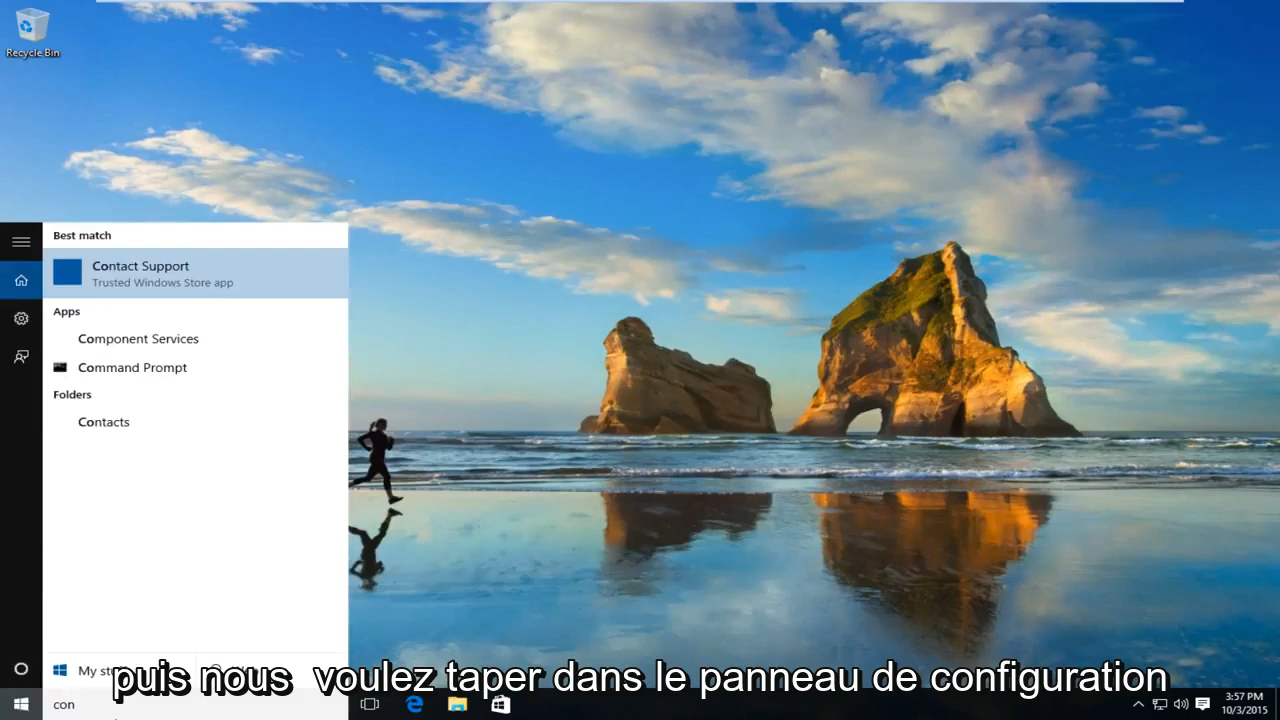 Recycle Bin
Best match
Contact Support
Trusted Windows Store app
Apps
Component Services
Command Prompt
Folders
Contacts
My
puis nous voulez taper dans le panneau de configuration
con
3:57 PM
10/3/2015